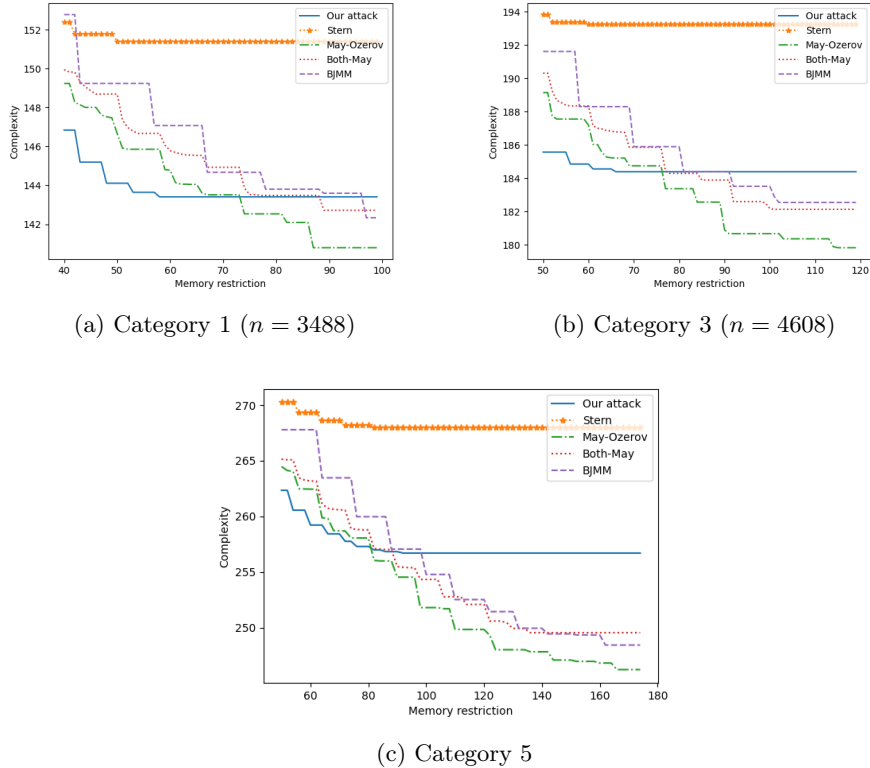 Our attack
Stern
May-Ozerov
Both-May
BJMM
152
150
148
146
144
142
Complexity
40 50 60 70 80 90 100
Memory restriction
(a) Category 1 (n = 3488)
Our attack
Stern
May-Ozerov
Both-May
BJMM
194
192
190
188
186
184
182
180
Complexity
50 60 70 80 90 100 110 120
Memory restriction
(b) Category 3 (n = 4608)
Our attack
Stern
May-Ozerov
Both-May
BJMM
270
265
260
255
250
Complexity
60 80 100 120 140 160 180
Memory restriction
(c) Category 5